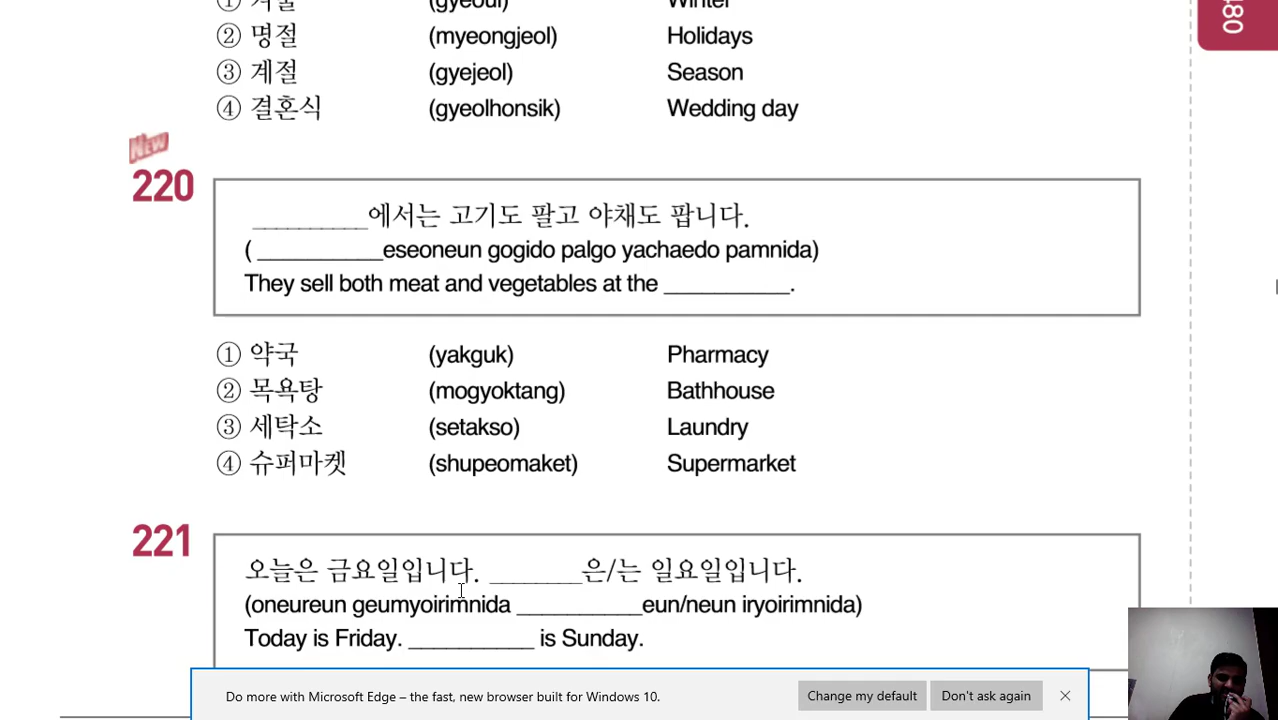 ① 겨울 (gyeoul) Winter
② 명절 (myeongjeol) Holidays
③ 계절 (gyejeol) Season
④ 결혼식 (gyeolhonsik) Wedding day
480
NEW
220
__________에서는 고기도 팔고 야채도 팝니다.
( __________eseoneun gogido palgo yachaedo pamnida)
They sell both meat and vegetables at the __________.
① 약국 (yakguk) Pharmacy
② 목욕탕 (mogyoktang) Bathhouse
③ 세탁소 (setakso) Laundry
④ 슈퍼마켓 (shupeomaket) Supermarket
221
오늘은 금요일입니다. ________은/는 일요일입니다.
(oneureun geumyoirimnida __________eun/neun iryoirimnida)
Today is Friday. __________ is Sunday.
Do more with Microsoft Edge – the fast, new browser built for Windows 10.
Change my default
Don't ask again